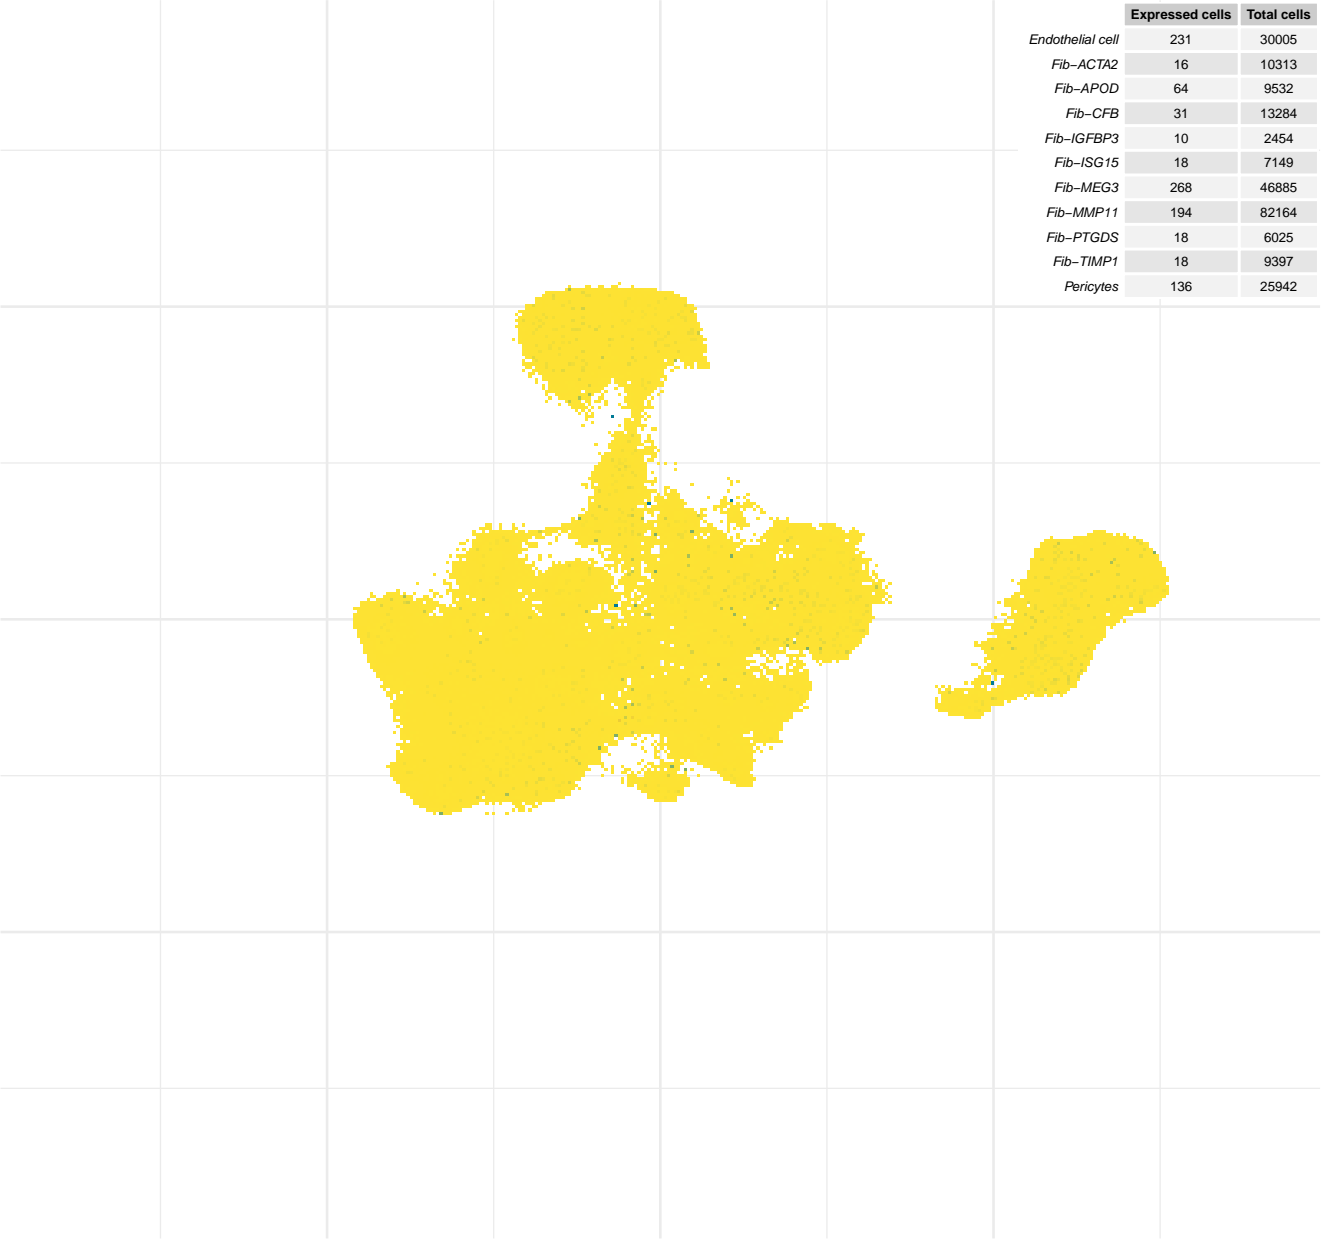 Expressed cells Total cells
Endothelial cell 231 30005
Fib−ACTA2 16 10313
Fib−APOD 64 9532
Fib−CFB 31 13284
Fib−IGFBP3 10 2454
Fib−ISG15 18 7149
Fib−MEG3 268 46885
Fib−MMP11 194 82164
Fib−PTGDS 18 6025
Fib−TIMP1 18 9397
Pericytes 136 25942